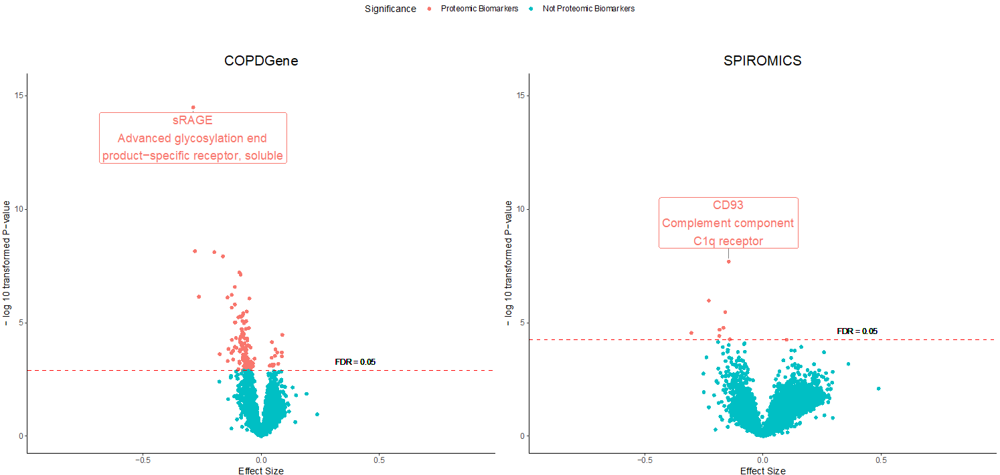 Significance Proteomic Biomarkers Not Proteomic Biomarkers
COPDGene
15
10
5
0
− log 10 transformed P−value
sRAGE
Advanced glycosylation end
product−specific receptor, soluble
FDR = 0.05
−0.5 0.0 0.5
Effect Size
SPIROMICS
15
10
5
0
− log 10 transformed P−value
CD93
Complement component
C1q receptor
FDR = 0.05
−0.5 0.0 0.5
Effect Size